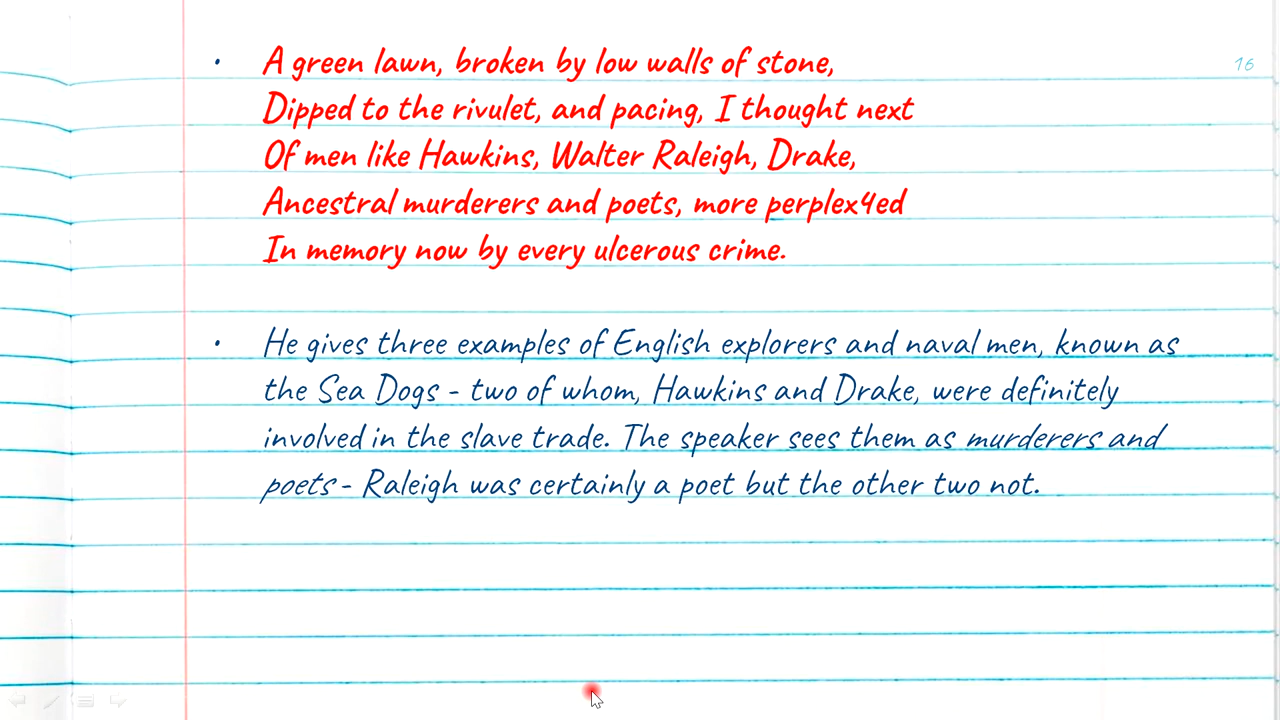 • A green lawn, broken by low walls of stone,
16
Dipped to the rivulet, and pacing, I thought next
Of men like Hawkins, Walter Raleigh, Drake,
Ancestral murderers and poets, more perplex4ed
In memory now by every ulcerous crime.
• He gives three examples of English explorers and naval men, known as
the Sea Dogs - two of whom, Hawkins and Drake, were definitely
involved in the slave trade. The speaker sees them as murderers and
poets - Raleigh was certainly a poet but the other two not.